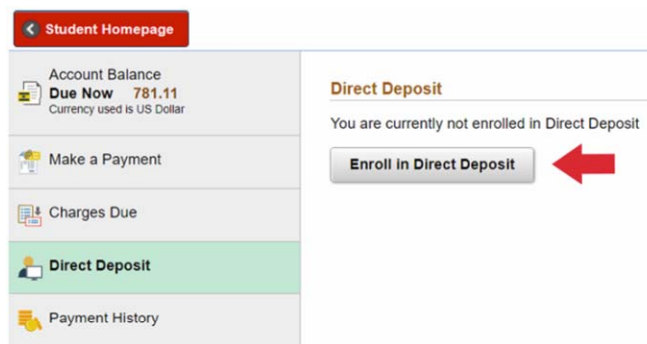 Student Homepage
Account Balance
Due Now 781.11
Currency used is US Dollar
Make a Payment
Charges Due
Direct Deposit
Payment History
Direct Deposit
You are currently not enrolled in Direct Deposit
Enroll in Direct Deposit